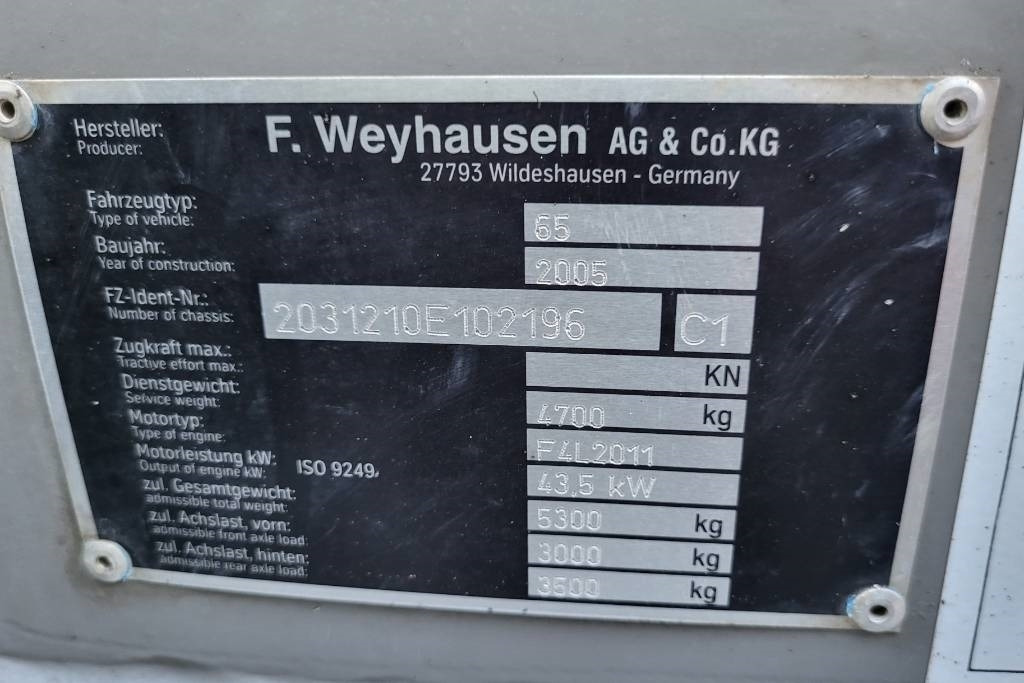 Hersteller: F. Weyhausen AG & Co.KG
Producer:
27793 Wildeshausen - Germany
Fahrzeugtyp: 65
Type of vehicle:
Baujahr: 2005
Year of construction:
FZ-Ident-Nr.: 2031210E102196 C1
Number of chassis:
Zugkraft max.: KN
Tractive effort max.:
Dienstgewicht: 4700 kg
Service weight:
Motortyp: F4L2011
Type of engine:
Motorleistung kW: ISO 9249, 43,5 kW
Output of engine kW:
zul. Gesamtgewicht: 5300 kg
admissible total weight:
zul. Achslast, vorn: 3000 kg
admissible front axle load:
zul. Achslast, hinten: 3500 kg
admissible rear axle load: